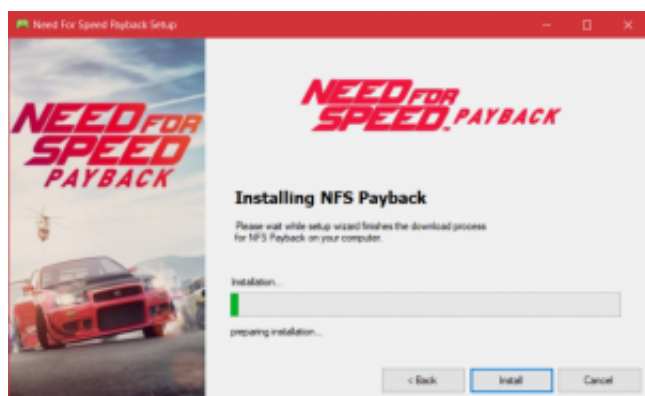 Need For Speed Payback Setup
NEED FOR
SPEED
PAYBACK
NEED FOR
SPEED PAYBACK
Installing NFS Payback
Please wait while setup wizard finshes the download process
for NFS Payback on your computer.
Installation...
preparing installation...
< Back
Install
Cancel